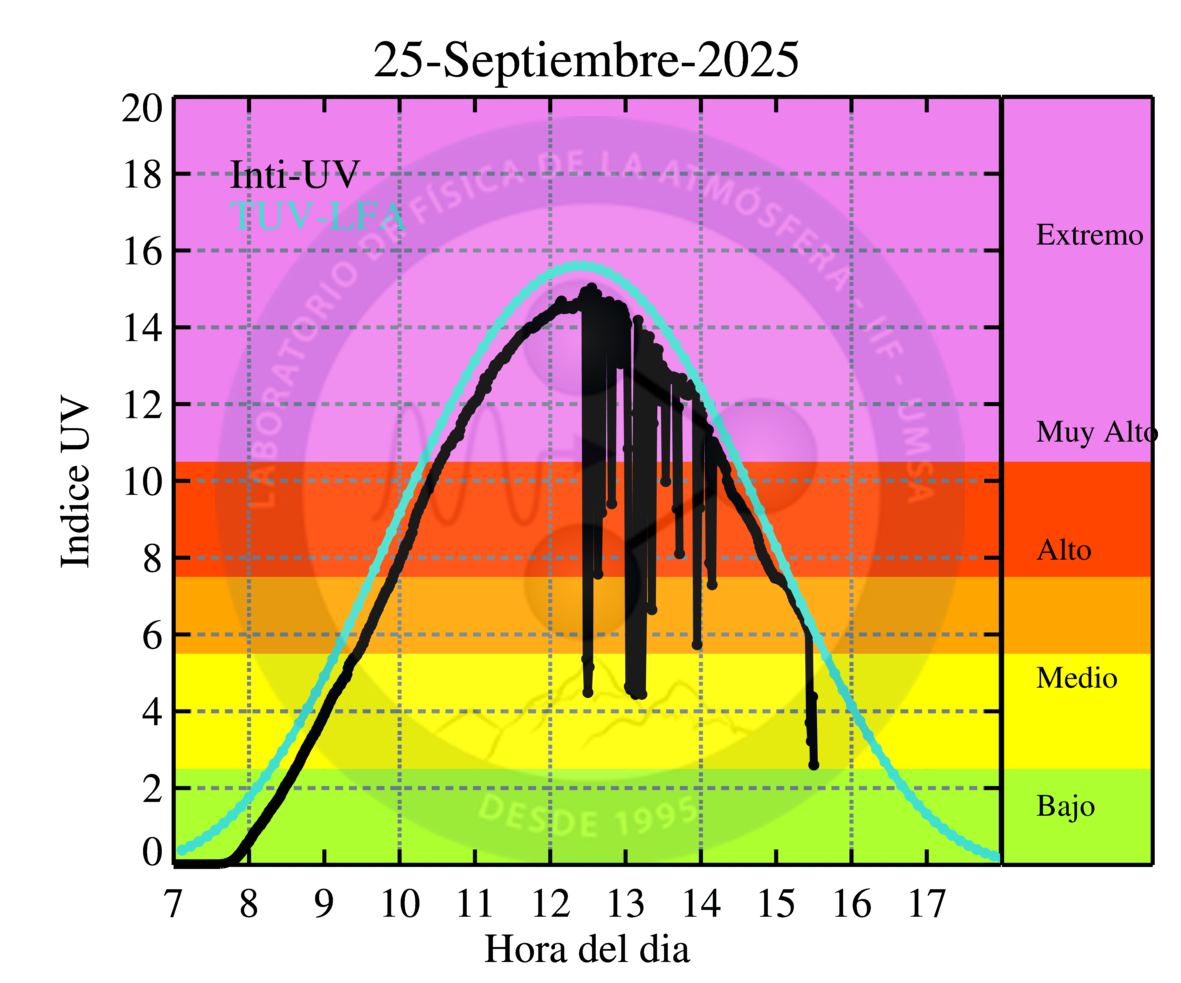 25-Septiembre-2025
Indice UV
20
18
16
14
12
10
8
6
4
2
0
Inti-UV
TUV-LFA
LABORATORIO DE FÍSICA DE LA ATMÓSFERA - IIF - UMSA
DESDE 1995
Extremo
Muy Alto
Alto
Medio
Bajo
7 8 9 10 11 12 13 14 15 16 17
Hora del dia